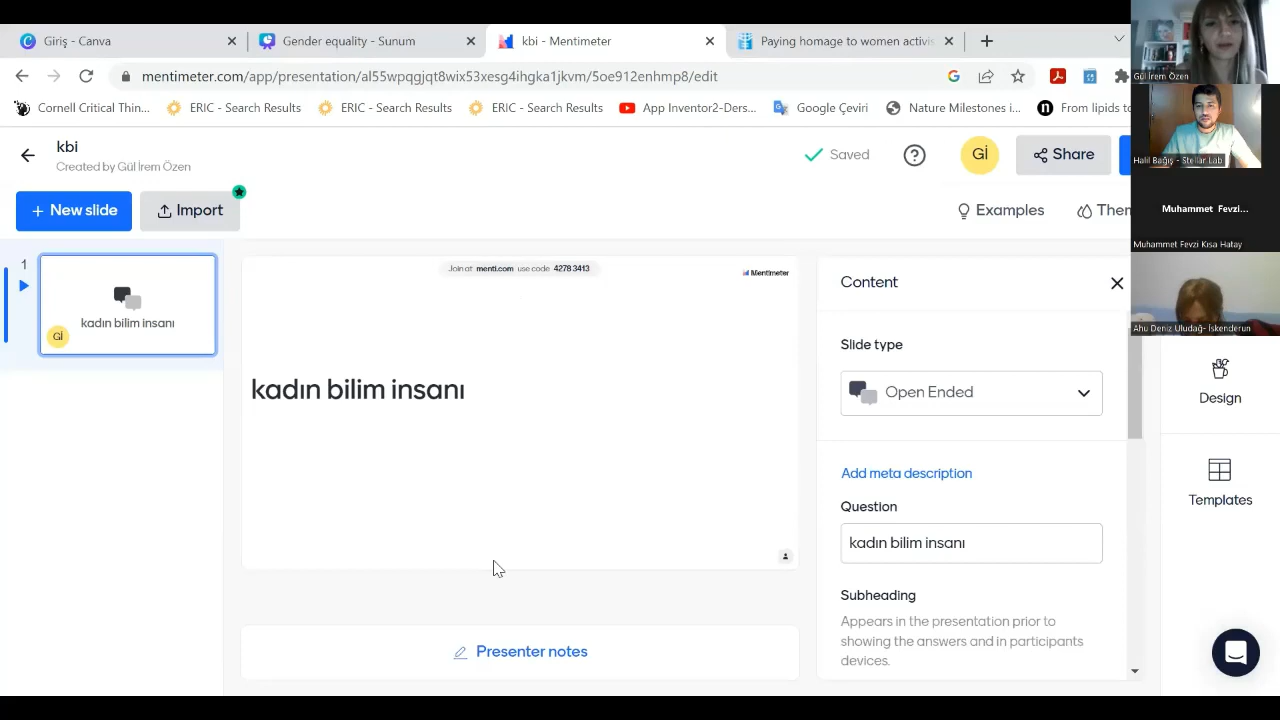 Giriş - Canva
Gender equality - Sunum
kbi - Mentimeter
Paying homage to women activis
mentimeter.com/app/presentation/al55wpqgjqt8wix53xesg4ihgka1jkvm/5oe912enhmp8/edit
Cornell Critical Thin...
ERIC - Search Results
ERIC - Search Results
ERIC - Search Results
App Inventor2-Ders...
Google Çeviri
Nature Milestones i...
From lipids to
kbi
Created by Gül İrem Özen
Saved
Gİ
Share
+ New slide
Import
Examples
Them
1
kadın bilim insanı
Gİ
Join at menti.com use code 4278 3413
Mentimeter
kadın bilim insanı
Presenter notes
Content
Slide type
Open Ended
Add meta description
Question
kadın bilim insanı
Subheading
Appears in the presentation prior to
showing the answers and in participants
devices.
Design
Templates
Gül İrem Özen
Halil Bağış - Stellar Lab
Muhammet Fevzi...
Muhammet Fevzi Kısa Hatay
Ahu Deniz Uludağ- İskenderun